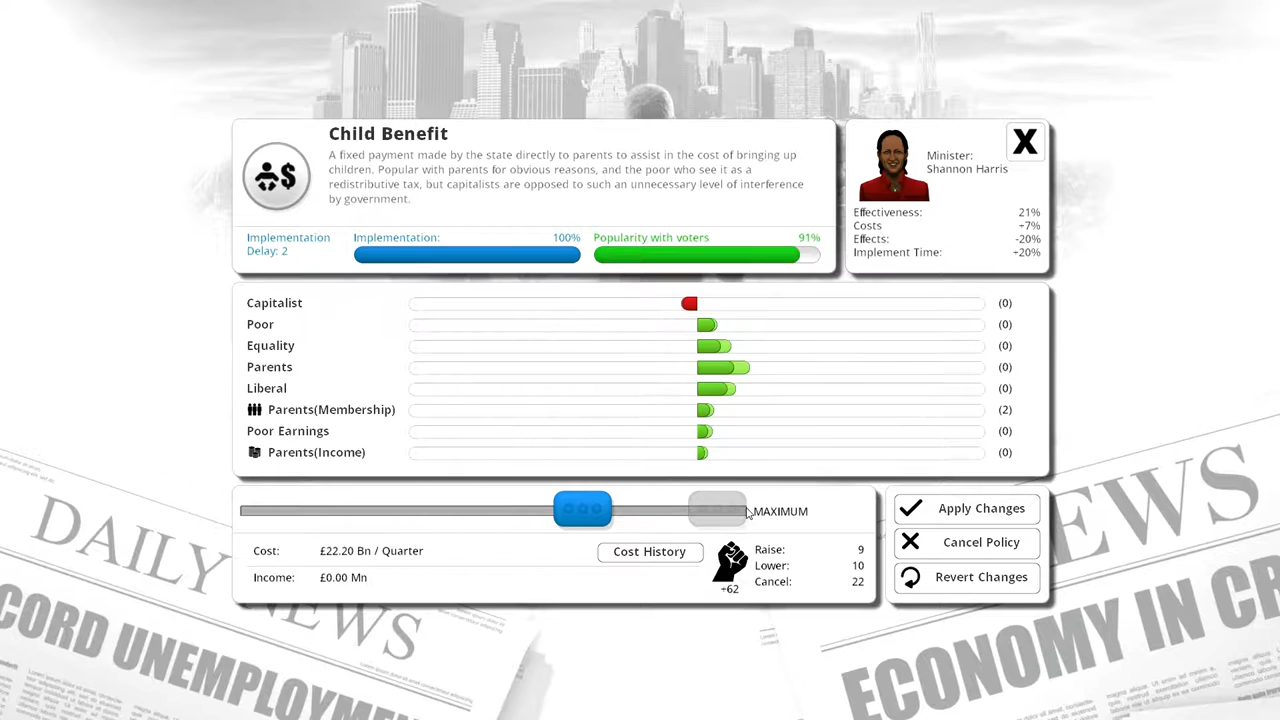 Child Benefit
A fixed payment made by the state directly to parents to assist in the cost of bringing up
children. Popular with parents for obvious reasons, and the poor who see it as a
redistributive tax, but capitalists are opposed to such an unnecessary level of interference
by government.
Implementation
Delay: 2
Implementation: 100%
Popularity with voters 91%
X
Minister:
Shannon Harris
Effectiveness: 21%
Costs +7%
Effects: -20%
Implement Time: +20%
Capitalist (0)
Poor (0)
Equality (0)
Parents (0)
Liberal (0)
Parents(Membership) (2)
Poor Earnings (0)
Parents(Income) (0)
MAXIMUM
Cost: £22.20 Bn / Quarter
Income: £0.00 Mn
Cost History
+62
Raise: 9
Lower: 10
Cancel: 22
Apply Changes
Cancel Policy
Revert Changes
DAILY NEWS
CORD UNEMPLOYM
NEWS
ECONOMY IN CR